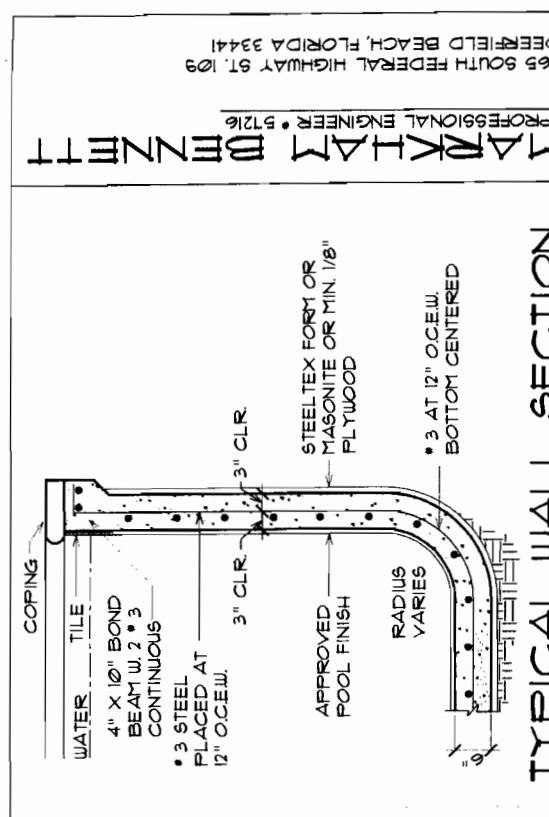 65 SOUTH FEDERAL HIGHWAY ST. 109
DEERFIELD BEACH, FLORIDA 33441
MARKHAM BENNETT
PROFESSIONAL ENGINEER # 57216
COPING
TILE
WATER
4" X 10" BOND
BEAM W. 2 #3
CONTINUOUS
#3 STEEL
PLACED AT
12" O.C.E.W.
3" CLR.
3" CLR.
APPROVED
POOL FINISH
STEELTEX FORM OR
MASONITE OR MIN. 1/8"
PLYWOOD
RADIUS
VARIES
#3 AT 12" O.C.E.W.
BOTTOM CENTERED
6"
TYPICAL WALL SECTION